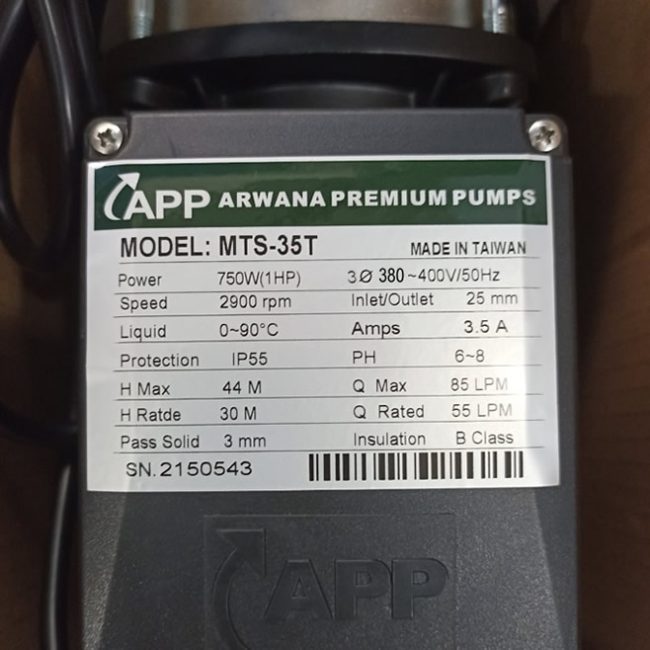 APP ARWANA PREMIUM PUMPS
MODEL: MTS-35T MADE IN TAIWAN
Power 750W(1HP) 3Ø 380~400V/50Hz
Speed 2900 rpm Inlet/Outlet 25 mm
Liquid 0~90°C Amps 3.5 A
Protection IP55 PH 6~8
H Max 44 M Q Max 85 LPM
H Ratde 30 M Q Rated 55 LPM
Pass Solid 3 mm Insulation B Class
SN.2150543
APP